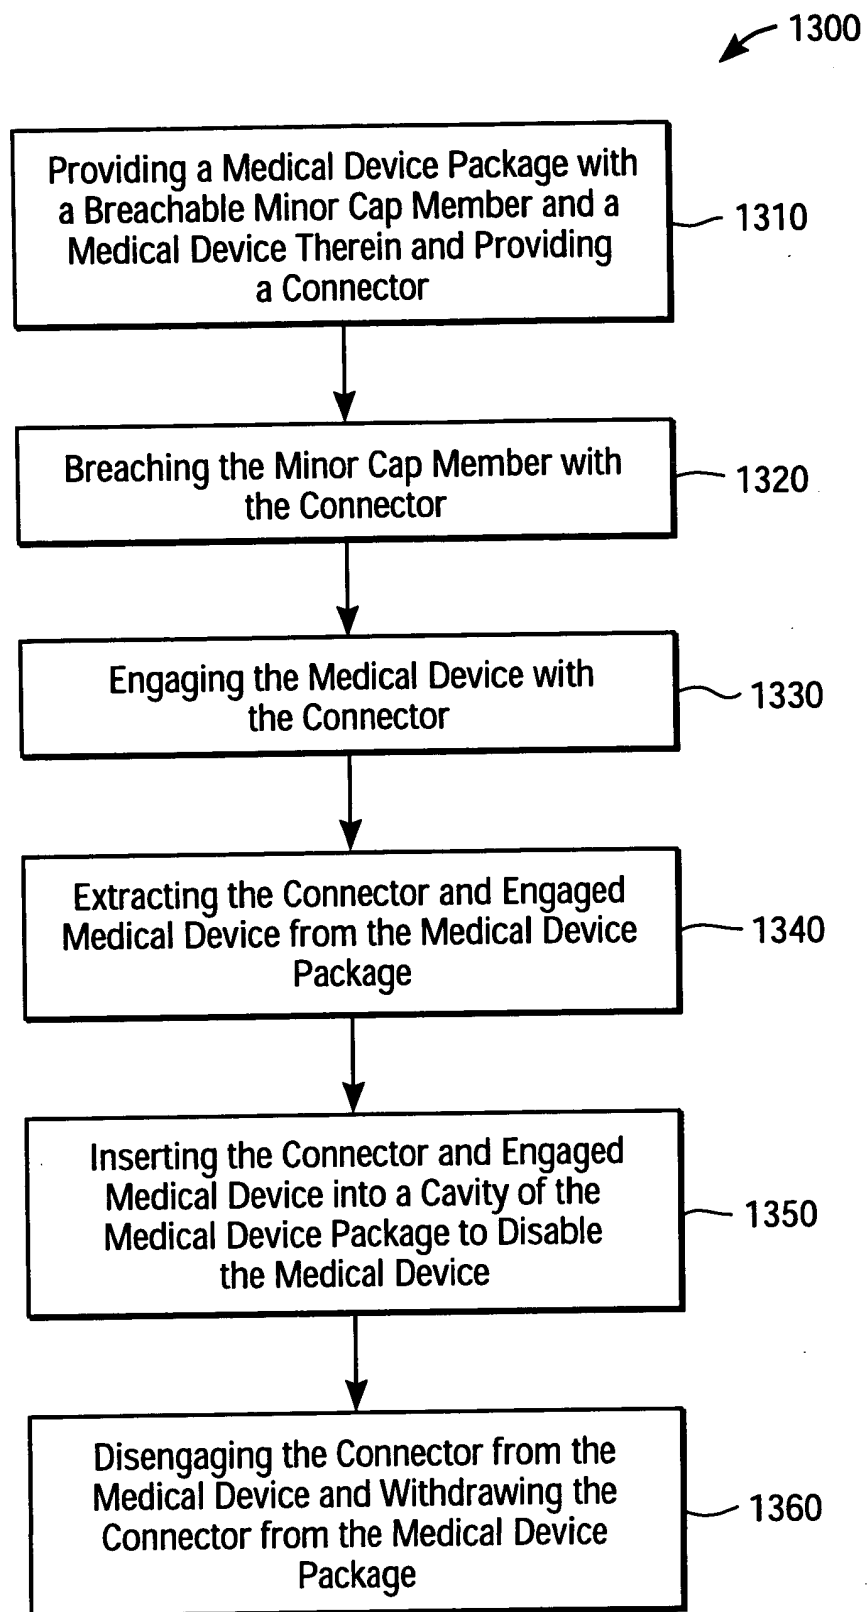 1300
Providing a Medical Device Package with
a Breachable Minor Cap Member and a
Medical Device Therein and Providing
a Connector
1310
Breaching the Minor Cap Member with
the Connector
1320
Engaging the Medical Device with
the Connector
1330
Extracting the Connector and Engaged
Medical Device from the Medical Device
Package
1340
Inserting the Connector and Engaged
Medical Device into a Cavity of the
Medical Device Package to Disable
the Medical Device
1350
Disengaging the Connector from the
Medical Device and Withdrawing the
Connector from the Medical Device
Package
1360